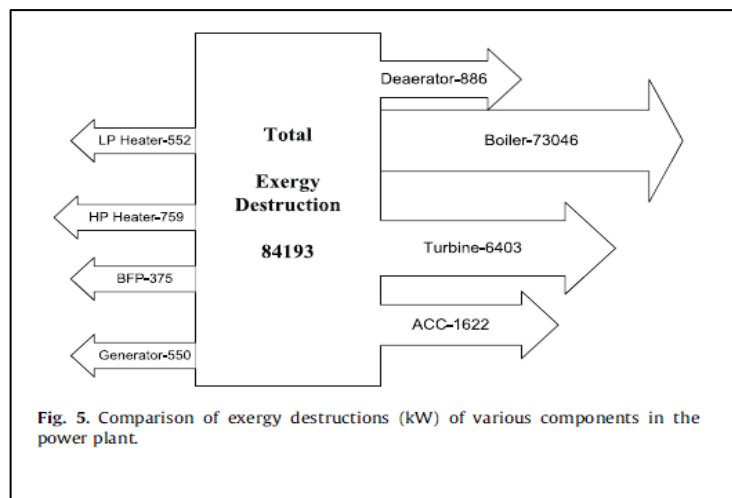 Deaerator-886
LP Heater-552
Total
Boiler-73046
Exergy
HP Heater-759
Destruction
Turbine-6403
84193
BFP-375
ACC-1622
Generator-550
Fig. 5. Comparison of exergy destructions (kW) of various components in the
power plant.